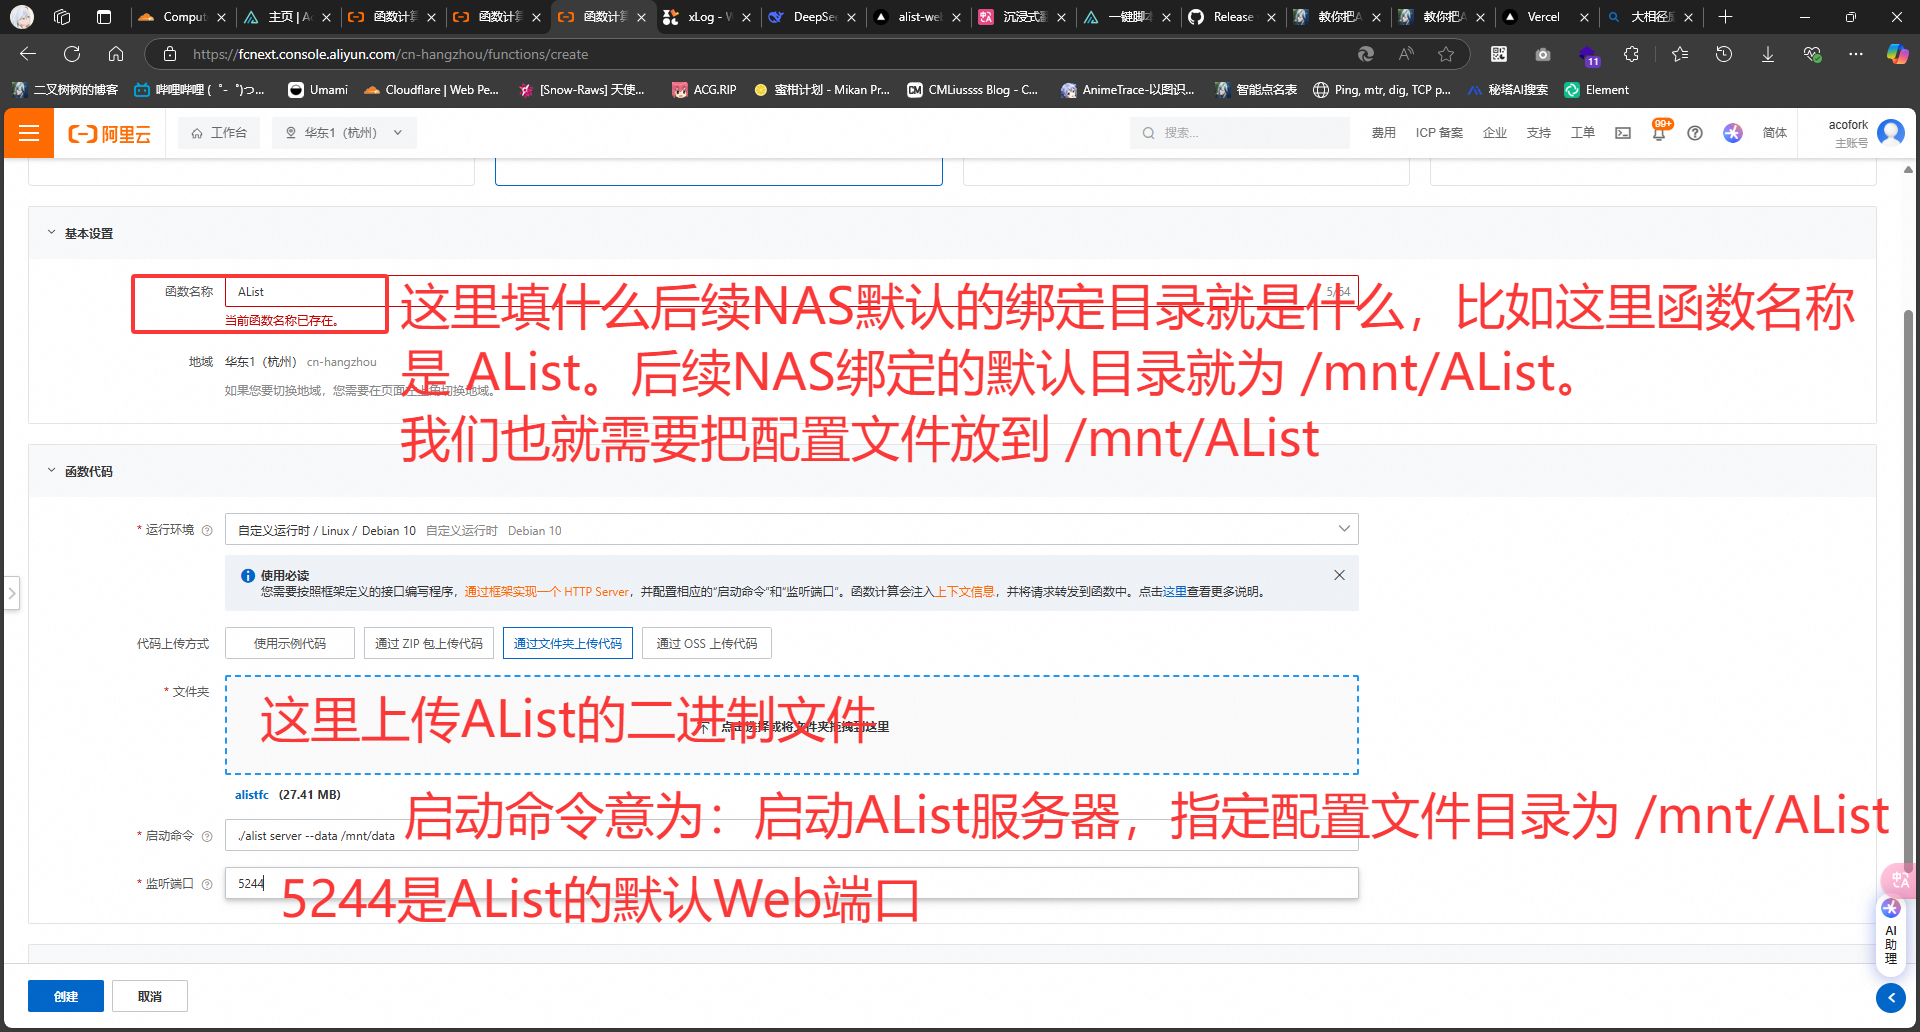 Comput
主页 | A
函数计算
函数计算
函数计算
xLog - W
DeepSee
alist-we
沉浸式翻
一键脚本
Release
教你把A
教你把A
Vercel
大相径庭
https://fcnext.console.aliyun.com/cn-hangzhou/functions/create
11
二叉树树的博客
哔哩哔哩 (゜-゜)つ...
Umami
Cloudflare | Web Pe...
[Snow-Raws] 天使...
ACG.RIP
蜜柑计划 - Mikan Pr...
CMLiussss Blog - C...
AnimeTrace-以图识...
智能点名表
Ping, mtr, dig, TCP p...
秘塔AI搜索
Element
阿里云
工作台
华东1（杭州）
搜索...
费用
ICP 备案
企业
支持
工单
99+
简体
acofork
主账号
基本设置
函数名称
AList
5/64
当前函数名称已存在。
这里填什么后续NAS默认的绑定目录就是什么，比如这里函数名称
是 AList。后续NAS绑定的默认目录就为 /mnt/AList。
我们也就需要把配置文件放到 /mnt/AList
地域
华东1（杭州） cn-hangzhou
如果您要切换地域，您需要在页面左上角切换地域。
函数代码
* 运行环境
自定义运行时 / Linux / Debian 10 自定义运行时 Debian 10
使用必读
您需要按照框架定义的接口编写程序，通过框架实现一个 HTTP Server，并配置相应的“启动命令”和“监听端口”。函数计算会注入上下文信息，并将请求转发到函数中。点击这里查看更多说明。
代码上传方式
使用示例代码
通过 ZIP 包上传代码
通过文件夹上传代码
通过 OSS 上传代码
* 文件夹
这里上传AList的二进制文件
点击选择或将文件夹拖拽到这里
alistfc (27.41 MB)
启动命令意为：启动AList服务器，指定配置文件目录为 /mnt/AList
* 启动命令
./alist server --data /mnt/data
* 监听端口
5244
5244是AList的默认Web端口
AI
助
理
创建
取消